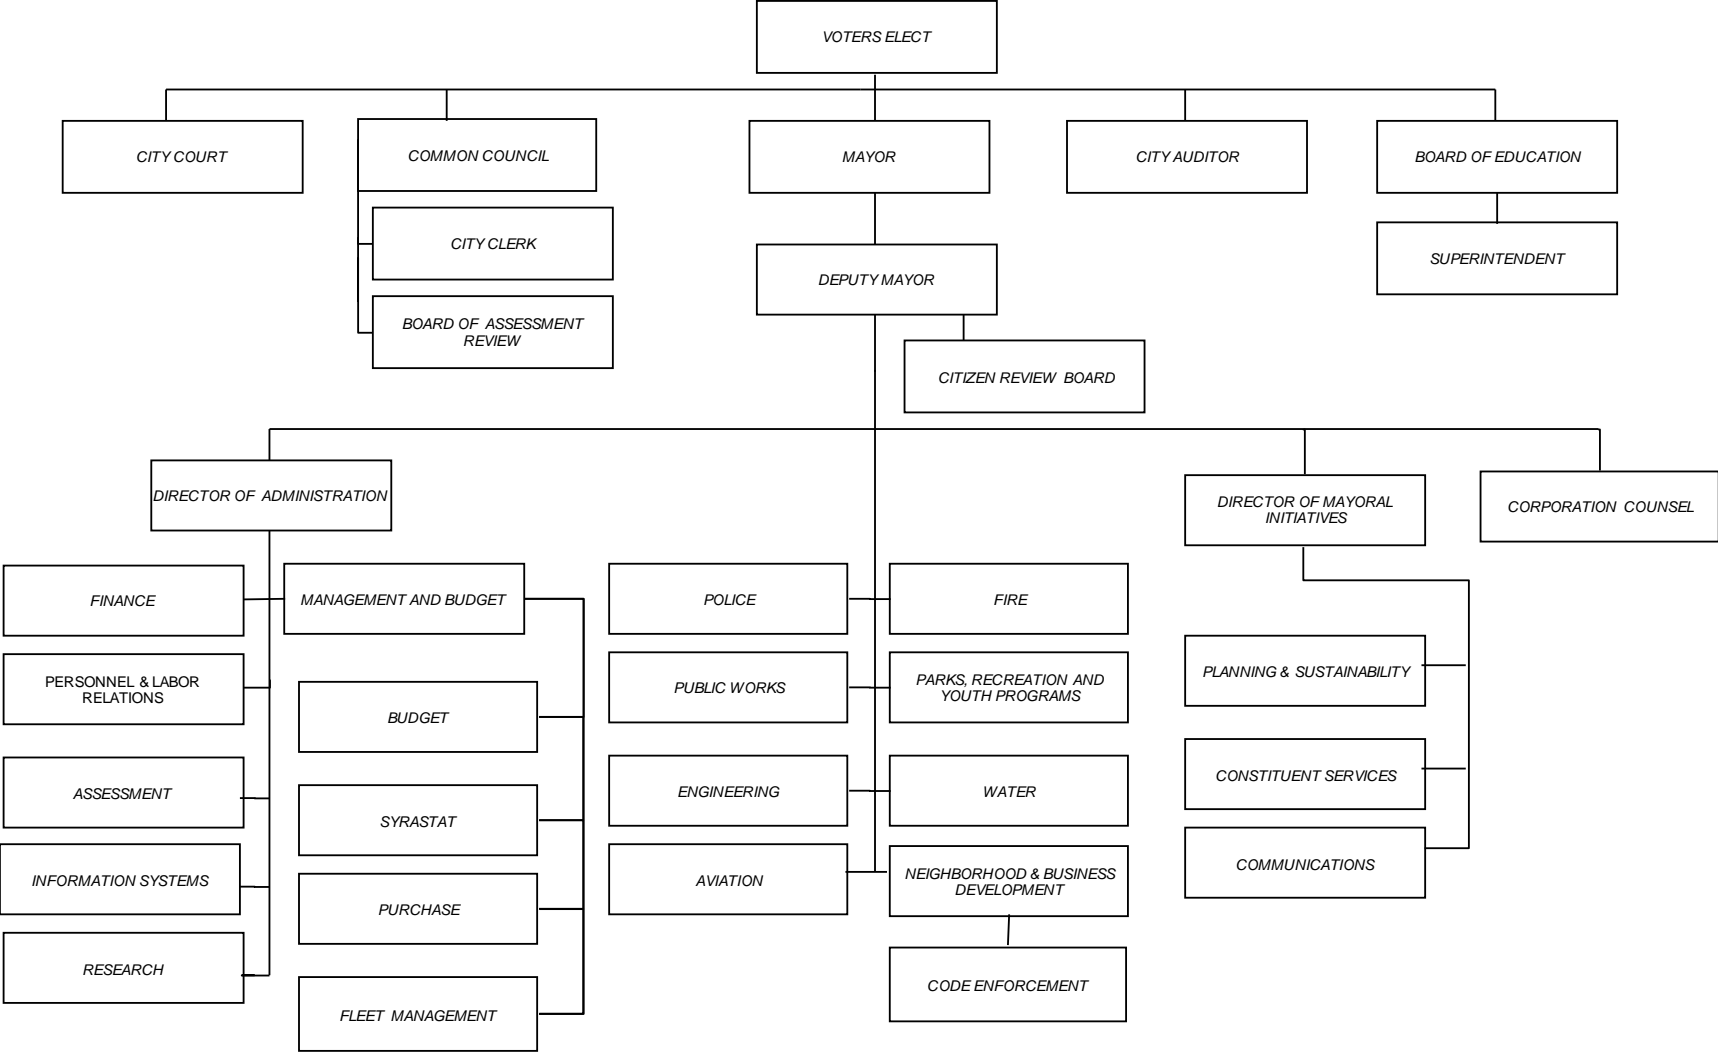 VOTERS ELECT
CITY COURT
COMMON COUNCIL
MAYOR
CITY AUDITOR
BOARD OF EDUCATION
CITY CLERK
SUPERINTENDENT
DEPUTY MAYOR
BOARD OF ASSESSMENT
REVIEW
CITIZEN REVIEW BOARD
DIRECTOR OF ADMINISTRATION
DIRECTOR OF MAYORAL
INITIATIVES
CORPORATION COUNSEL
FINANCE
MANAGEMENT AND BUDGET
POLICE
FIRE
PERSONNEL & LABOR
RELATIONS
BUDGET
PUBLIC WORKS
PARKS, RECREATION AND
YOUTH PROGRAMS
PLANNING & SUSTAINABILITY
ASSESSMENT
SYRASTAT
ENGINEERING
WATER
CONSTITUENT SERVICES
INFORMATION SYSTEMS
PURCHASE
AVIATION
NEIGHBORHOOD & BUSINESS
DEVELOPMENT
COMMUNICATIONS
RESEARCH
FLEET MANAGEMENT
CODE ENFORCEMENT